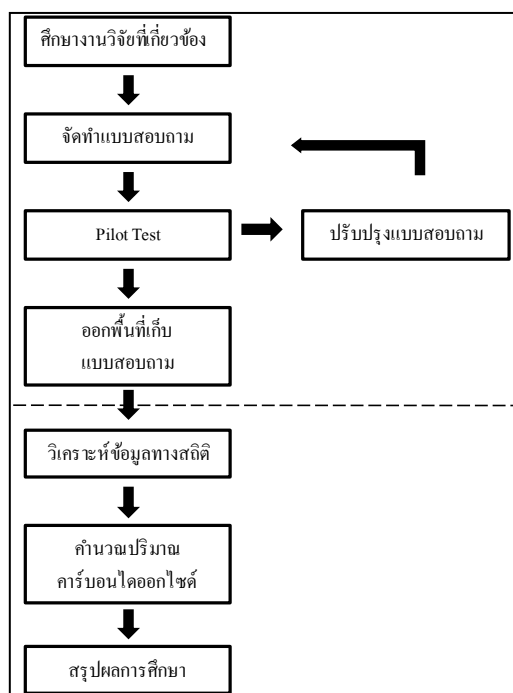 ศึกษางานวิจัยที่เกี่ยวข้อง
จัดทำแบบสอบถาม
Pilot Test
ปรับปรุงแบบสอบถาม
ออกพื้นที่เก็บ
แบบสอบถาม
วิเคราะห์ข้อมูลทางสถิติ
คำนวณปริมาณ
คาร์บอนไดออกไซด์
สรุปผลการศึกษา